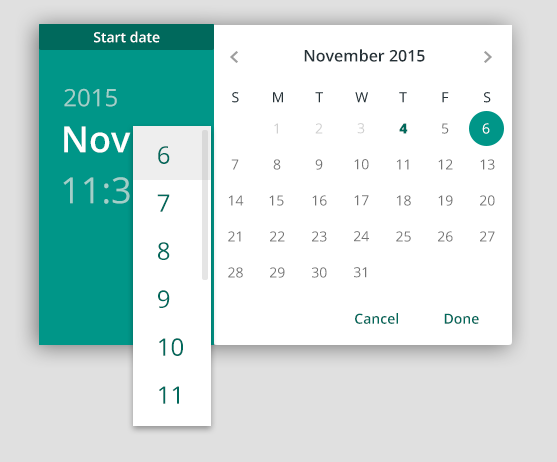 Start date
2015
Nov
11:3
6
7
8
9
10
11
November 2015
S M T W T F S
1 2 3 4 5 6
7 8 9 10 11 12 13
14 15 16 17 18 19 20
21 22 23 24 25 26 27
28 29 30 31
Cancel Done